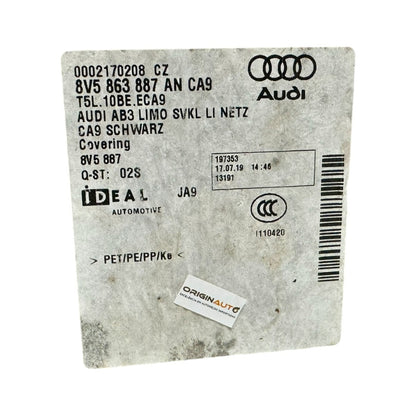 0002170208 CZ
8V5 863 887 AN CA9
T5L.10BE.ECA9
AUDI AB3 LIMO SVKL LI NETZ
CA9 SCHWARZ
Covering
8V5 887
Q-ST: 02S
Audi
197353
17.07.19 14:46
13191
IDEAL JA9
AUTOMOTIVE
CCC
I110420
> PET/PE/PP/Ke <
ORIGINAUTO